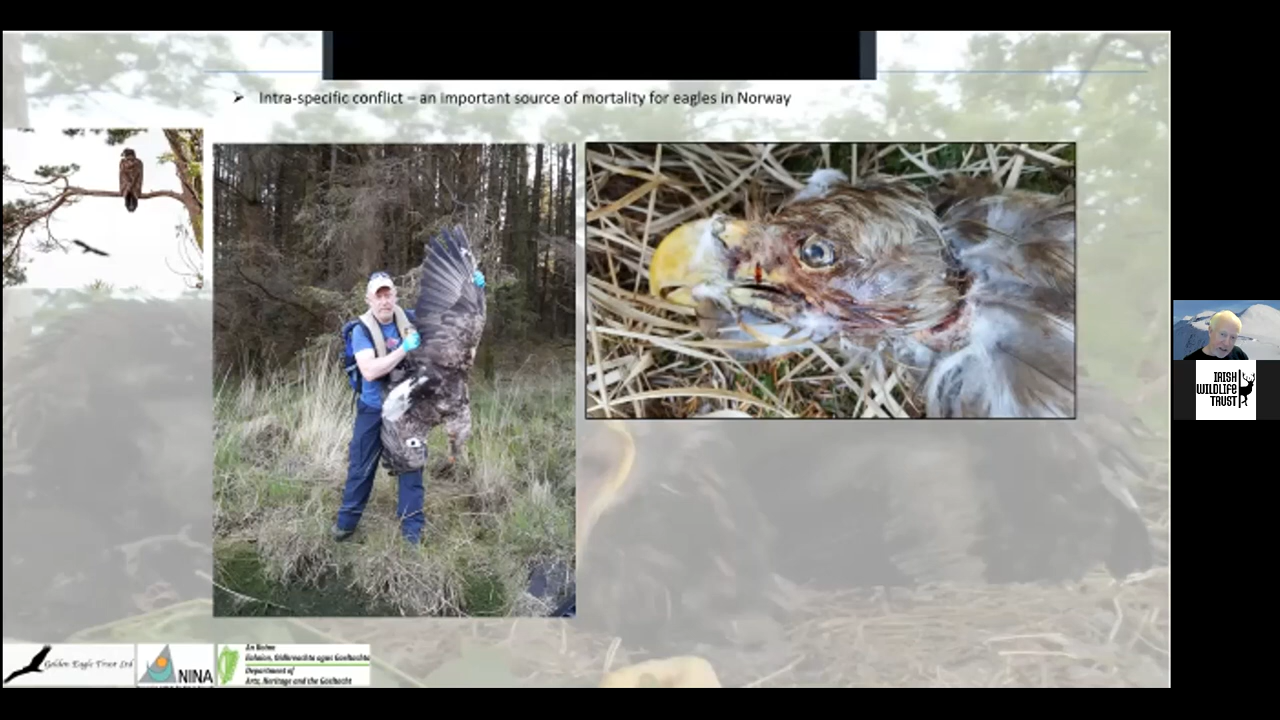 ➢ Intra-specific conflict – an important source of mortality for eagles in Norway
Golden Eagle Trust Ltd
NINA
An Roinn
Ealaíon, Oidhreachta agus Gaeltachta
Department of
Arts, Heritage and the Gaeltacht
IRISH
WILDLIFE
TRUST